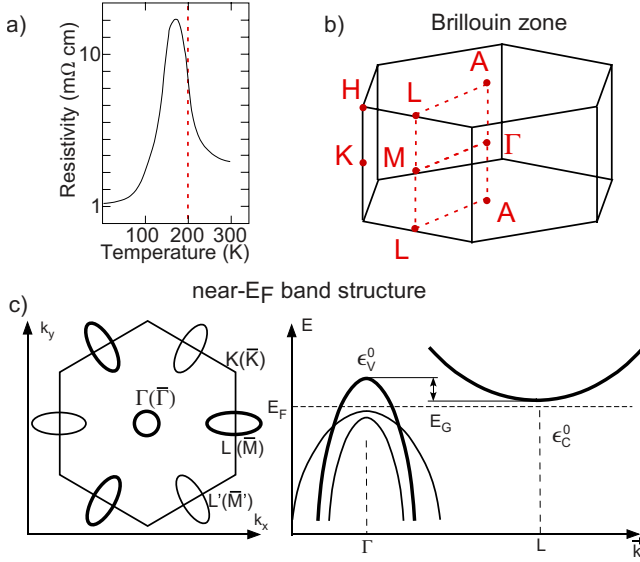 a)
Resistivity (mΩ cm)
10
1
100
200
300
Temperature (K)
b)
Brillouin zone
A
H
L
K
M
Γ
A
L
c)
near-EF band structure
ky
K(K̅)
Γ(Γ̅)
L (M̅)
L'(M̅')
kx
E
ϵV0
EF
EG
ϵC0
Γ
L
k